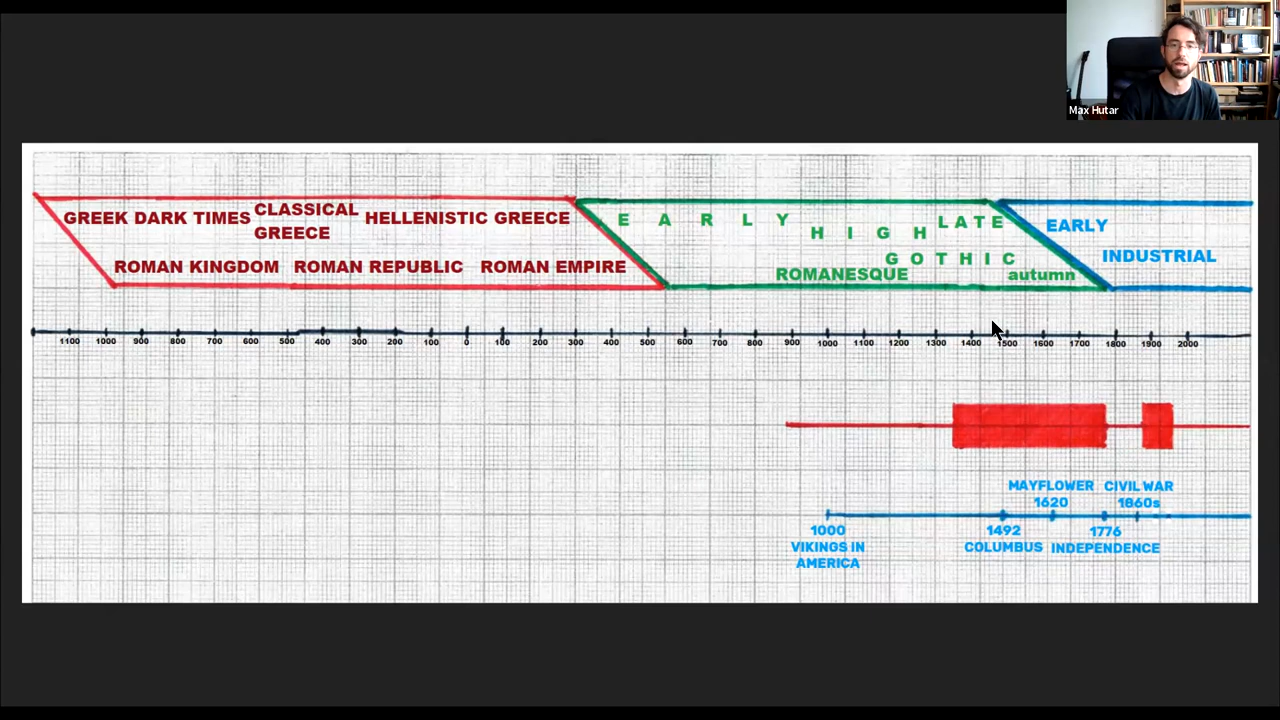 Max Hutar
GREEK DARK TIMES CLASSICAL GREECE HELLENISTIC GREECE
ROMAN KINGDOM ROMAN REPUBLIC ROMAN EMPIRE
E A R L Y
H I G H
L A T E
G O T H I C
ROMANESQUE
autumn
EARLY
INDUSTRIAL
1100 1000 900 800 700 600 500 400 300 200 100 0 100 200 300 400 500 600 700 800 900 1000 1100 1200 1300 1400 1500 1600 1700 1800 1900 2000
MAYFLOWER
1620
CIVIL WAR
1860s
1000
VIKINGS IN
AMERICA
1492
COLUMBUS
1776
INDEPENDENCE